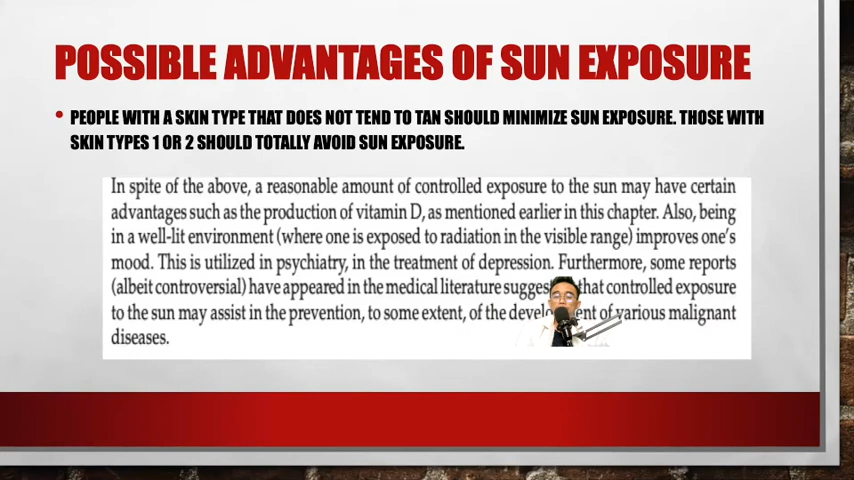 POSSIBLE ADVANTAGES OF SUN EXPOSURE
• PEOPLE WITH A SKIN TYPE THAT DOES NOT TEND TO TAN SHOULD MINIMIZE SUN EXPOSURE. THOSE WITH
SKIN TYPES 1 OR 2 SHOULD TOTALLY AVOID SUN EXPOSURE.
In spite of the above, a reasonable amount of controlled exposure to the sun may have certain
advantages such as the production of vitamin D, as mentioned earlier in this chapter. Also, being
in a well-lit environment (where one is exposed to radiation in the visible range) improves one's
mood. This is utilized in psychiatry, in the treatment of depression. Furthermore, some reports
(albeit controversial) have appeared in the medical literature that controlled exposure
to the sun may assist in the prevention, to some extent, of the of various malignant
diseases.